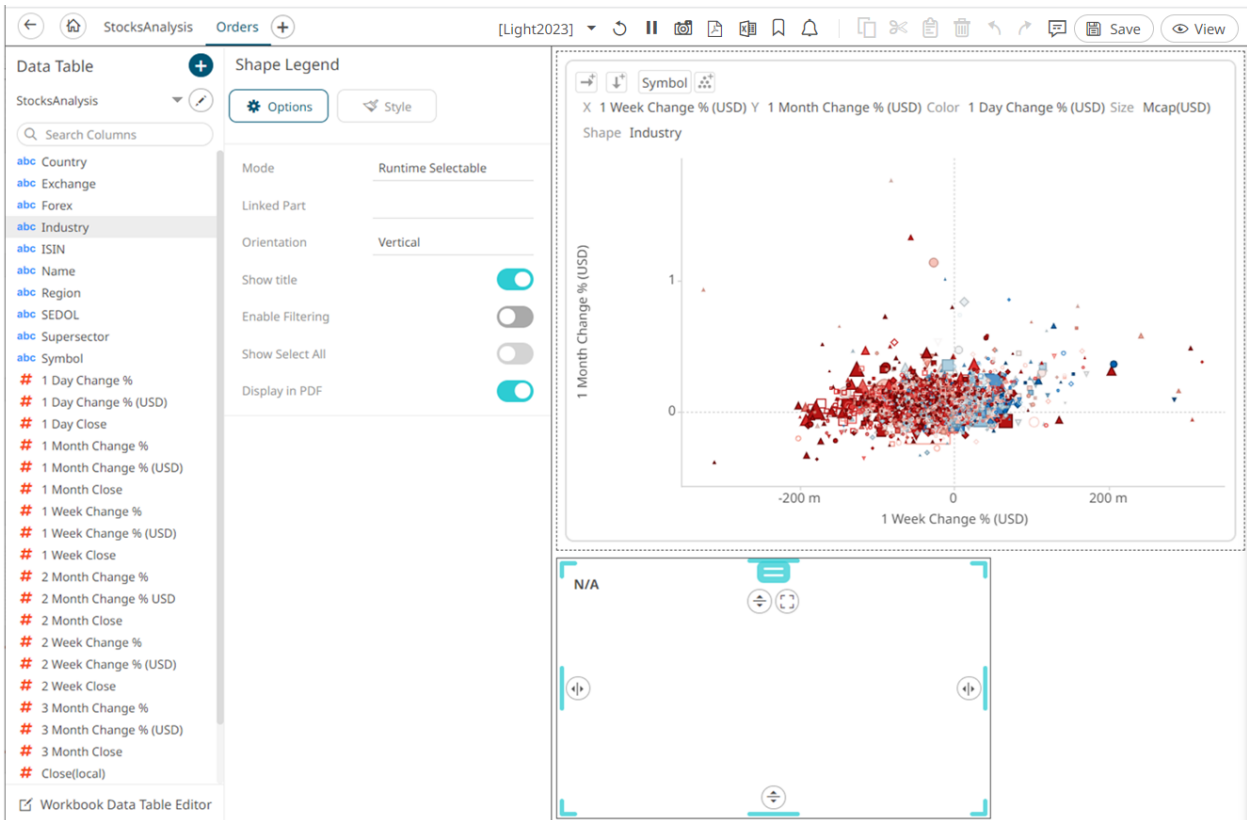 StocksAnalysis Orders [Light2023] Save View
Data Table
StocksAnalysis
Search Columns
abc Country
abc Exchange
abc Forex
abc Industry
abc ISIN
abc Name
abc Region
abc SEDOL
abc Supersector
abc Symbol
# 1 Day Change %
# 1 Day Change % (USD)
# 1 Day Close
# 1 Month Change %
# 1 Month Change % (USD)
# 1 Month Close
# 1 Week Change %
# 1 Week Change % (USD)
# 1 Week Close
# 2 Month Change %
# 2 Month Change % USD
# 2 Month Close
# 2 Week Change %
# 2 Week Change % (USD)
# 2 Week Close
# 3 Month Change %
# 3 Month Change % (USD)
# 3 Month Close
# Close(local)
Workbook Data Table Editor
Shape Legend
Options Style
Mode Runtime Selectable
Linked Part
Orientation Vertical
Show title
Enable Filtering
Show Select All
Display in PDF
Symbol
X 1 Week Change % (USD) Y 1 Month Change % (USD) Color 1 Day Change % (USD) Size Mcap(USD)
Shape Industry
1 Month Change % (USD)
1
0
-200 m 0 200 m
1 Week Change % (USD)
N/A